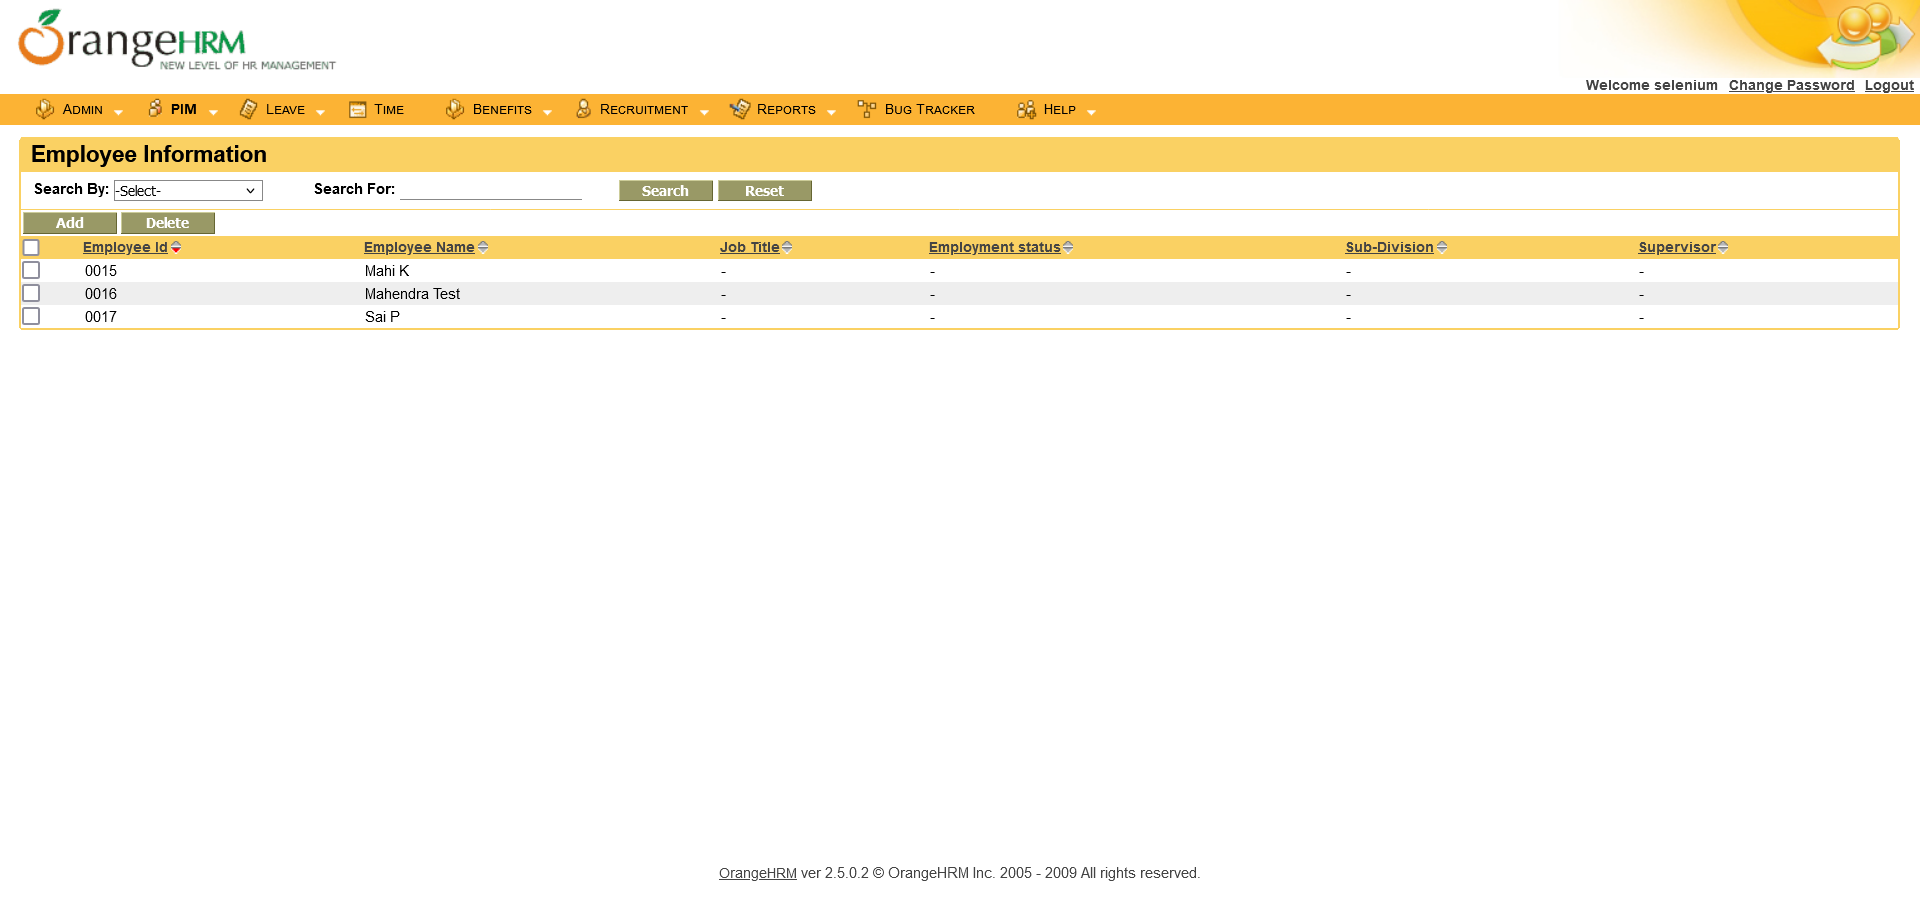 OrangeHRM
NEW LEVEL OF HR MANAGEMENT
Welcome selenium Change Password Logout
ADMIN PIM LEAVE TIME BENEFITS RECRUITMENT REPORTS BUG TRACKER HELP
Employee Information
Search By: -Select- Search For: Search Reset
Add Delete
Employee Id Employee Name Job Title Employment status Sub-Division Supervisor
0015 Mahi K - - - -
0016 Mahendra Test - - - -
0017 Sai P - - - -
OrangeHRM ver 2.5.0.2 © OrangeHRM Inc. 2005 - 2009 All rights reserved.